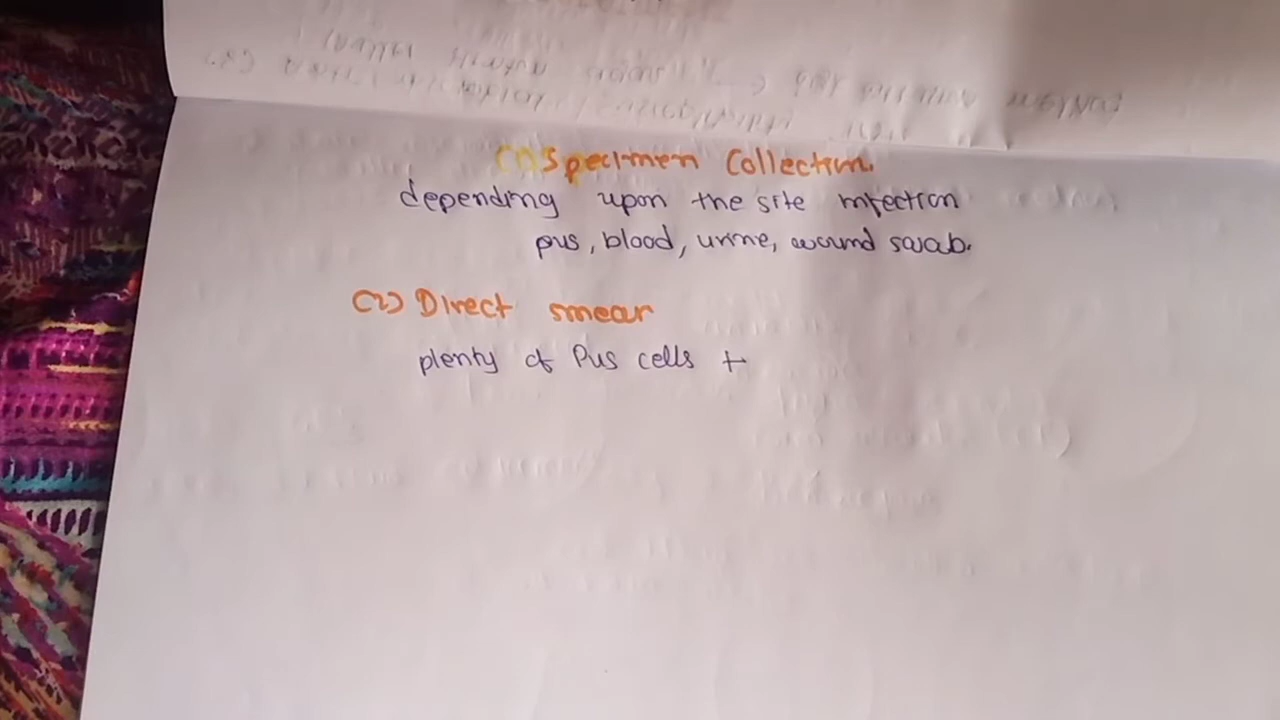 (1) Specimen Collection.
depending upon the site infection
pus, blood, urine, wound swab.
(2) Direct smear
plenty of Pus cells +